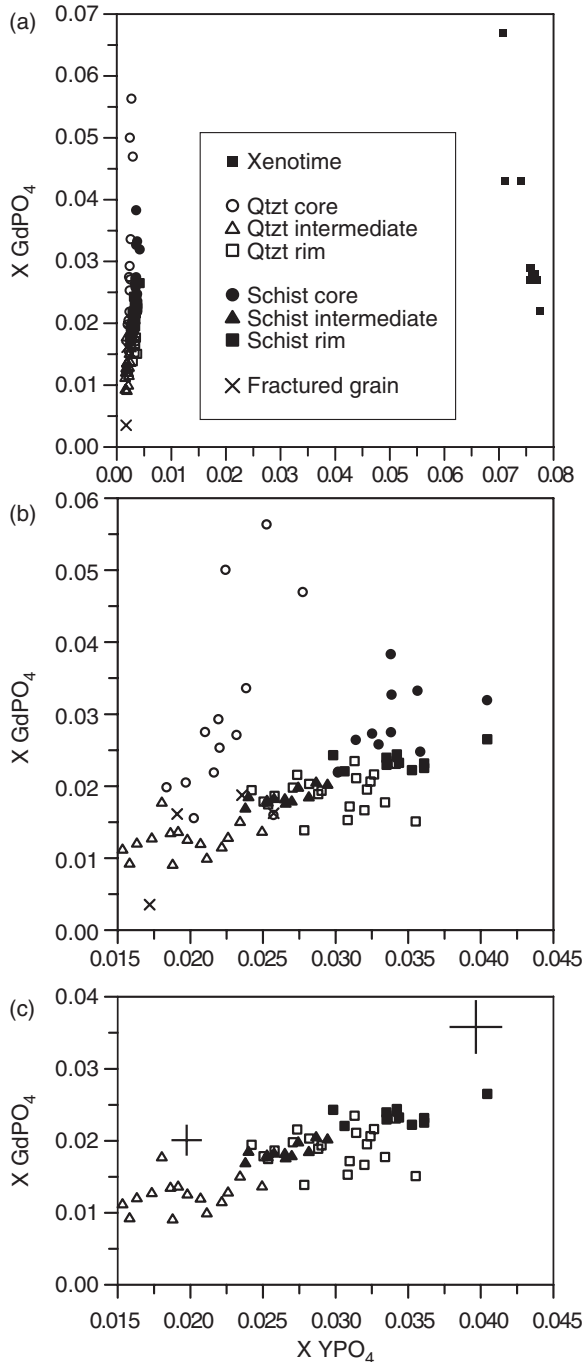 (a)
0.07
0.06
0.05
0.04
0.03
0.02
0.01
0.00
X GdPO4
Xenotime
Qtzt core
Qtzt intermediate
Qtzt rim
Schist core
Schist intermediate
Schist rim
Fractured grain
0.00 0.01 0.02 0.03 0.04 0.05 0.06 0.07 0.08
(b)
0.06
0.05
0.04
0.03
0.02
0.01
0.00
X GdPO4
0.015 0.020 0.025 0.030 0.035 0.040 0.045
(c)
0.04
0.03
0.02
0.01
0.00
X GdPO4
0.015 0.020 0.025 0.030 0.035 0.040 0.045
X YPO4